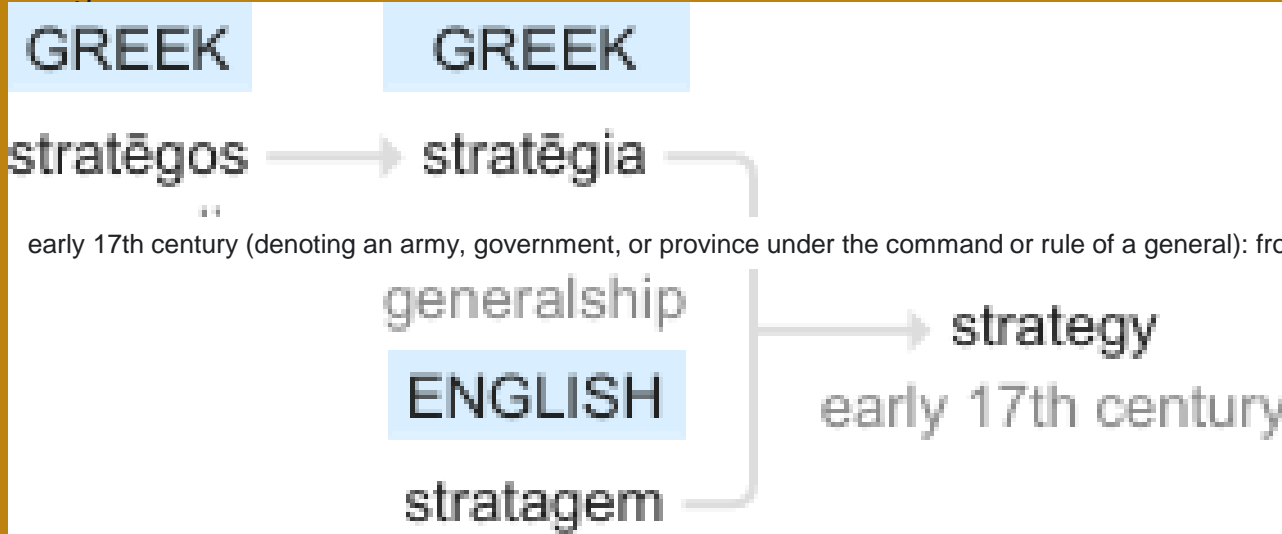 GREEK GREEK
stratēgos stratēgia
early 17th century (denoting an army, government, or province under the command or rule of a general): fro
generalship
strategy
ENGLISH
early 17th century
stratagem